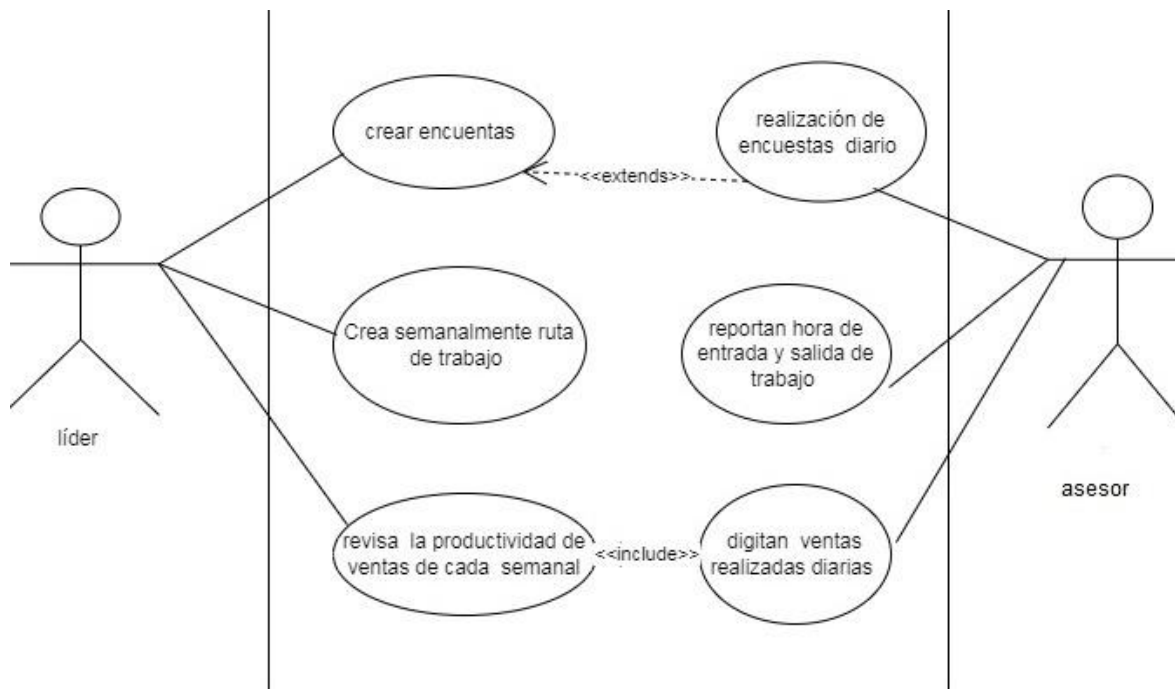 crear encuentas
realización de
encuestas diario
<<extends>>
Crea semanalmente ruta
de trabajo
reportan hora de
entrada y salida de
trabajo
líder
asesor
revisa la productividad de
ventas de cada semanal
<<include>>
digitan ventas
realizadas diarias